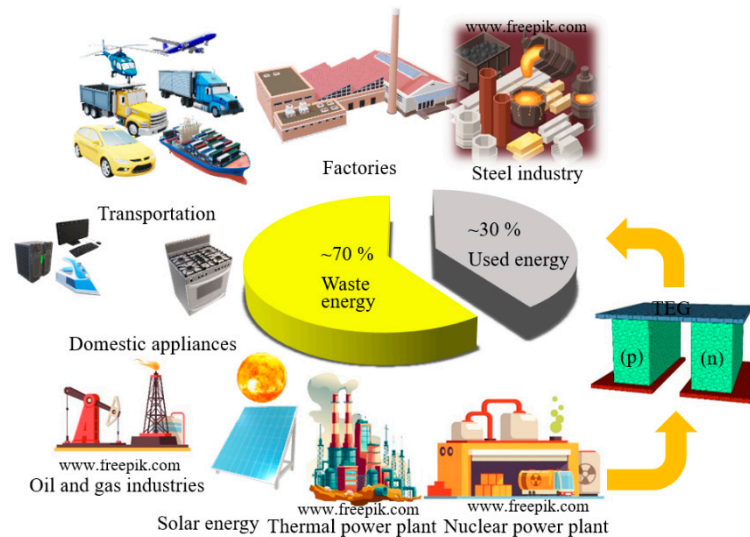 www.freepik.com
Factories
Steel industry
Transportation
~70 %
Waste
energy
~30 %
Used energy
TEG
(p)
(n)
Domestic appliances
www.freepik.com
Oil and gas industries
Solar energy
www.freepik.com
Thermal power plant
www.freepik.com
Nuclear power plant